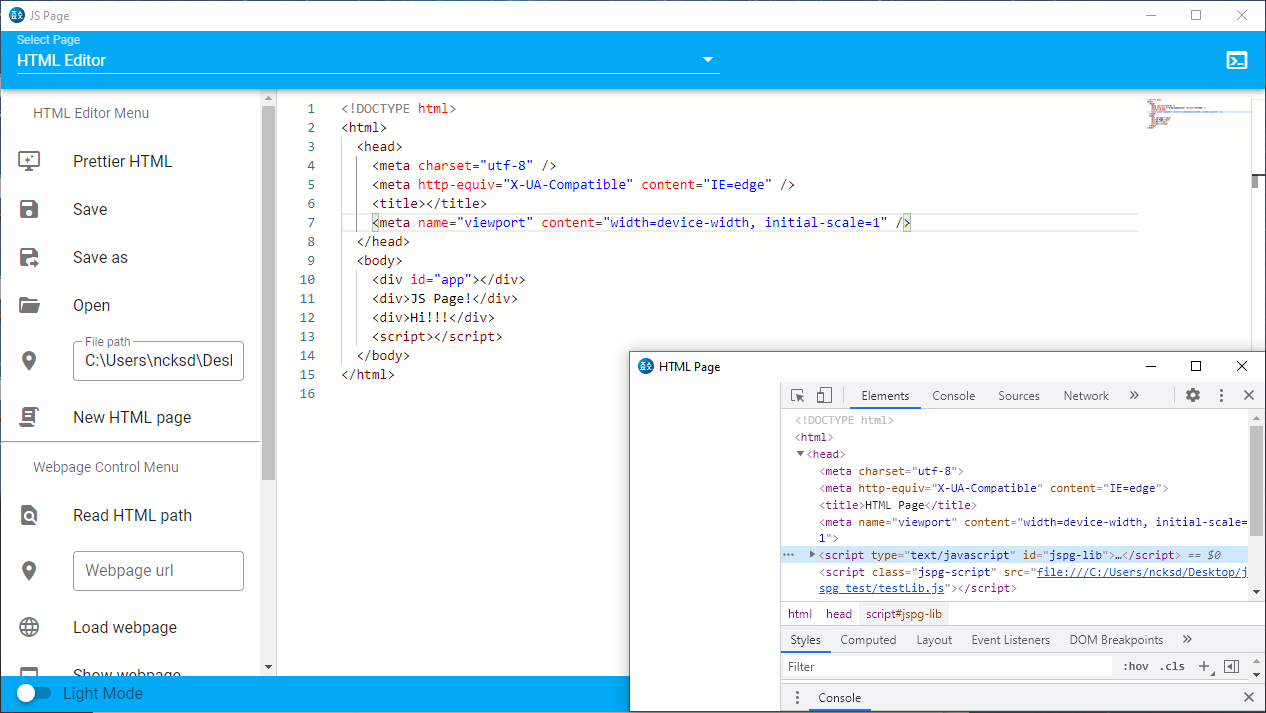 JS Page
Select Page
HTML Editor
HTML Editor Menu
Prettier HTML
Save
Save as
Open
File path
C:\Users\ncksd\Desl
New HTML page
Webpage Control Menu
Read HTML path
Webpage url
Load webpage
Show webpage
Light Mode
1 <!DOCTYPE html>
2 <html>
3 <head>
4 <meta charset="utf-8" />
5 <meta http-equiv="X-UA-Compatible" content="IE=edge" />
6 <title></title>
7 <meta name="viewport" content="width=device-width, initial-scale=1" />
8 </head>
9 <body>
10 <div id="app"></div>
11 <div>JS Page!</div>
12 <div>Hi!!!</div>
13 <script></script>
14 </body>
15 </html>
16
HTML Page
Elements Console Sources Network »
<!DOCTYPE html>
<html>
▼<head>
<meta charset="utf-8">
<meta http-equiv="X-UA-Compatible" content="IE=edge">
<title>HTML Page</title>
<meta name="viewport" content="width=device-width, initial-scale=
1">
… <script type="text/javascript" id="jspg-lib">…</script> == $0
<script class="jspg-script" src="file:///C:/Users/ncksd/Desktop/j
spg_test/testLib.js"></script>
html head script#jspg-lib
Styles Computed Layout Event Listeners DOM Breakpoints »
Filter :hov .cls +
Console